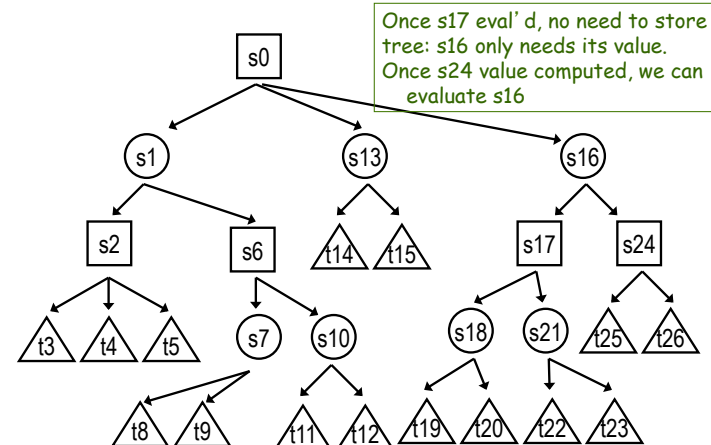 Once s17 eval’d, no need to store
tree: s16 only needs its value.
Once s24 value computed, we can
evaluate s16
s0
s1
s13
s16
s2
s6
t14
t15
s17
s24
t3
t4
t5
s7
s10
s18
s21
t25
t26
t8
t9
t11
t12
t19
t20
t22
t23